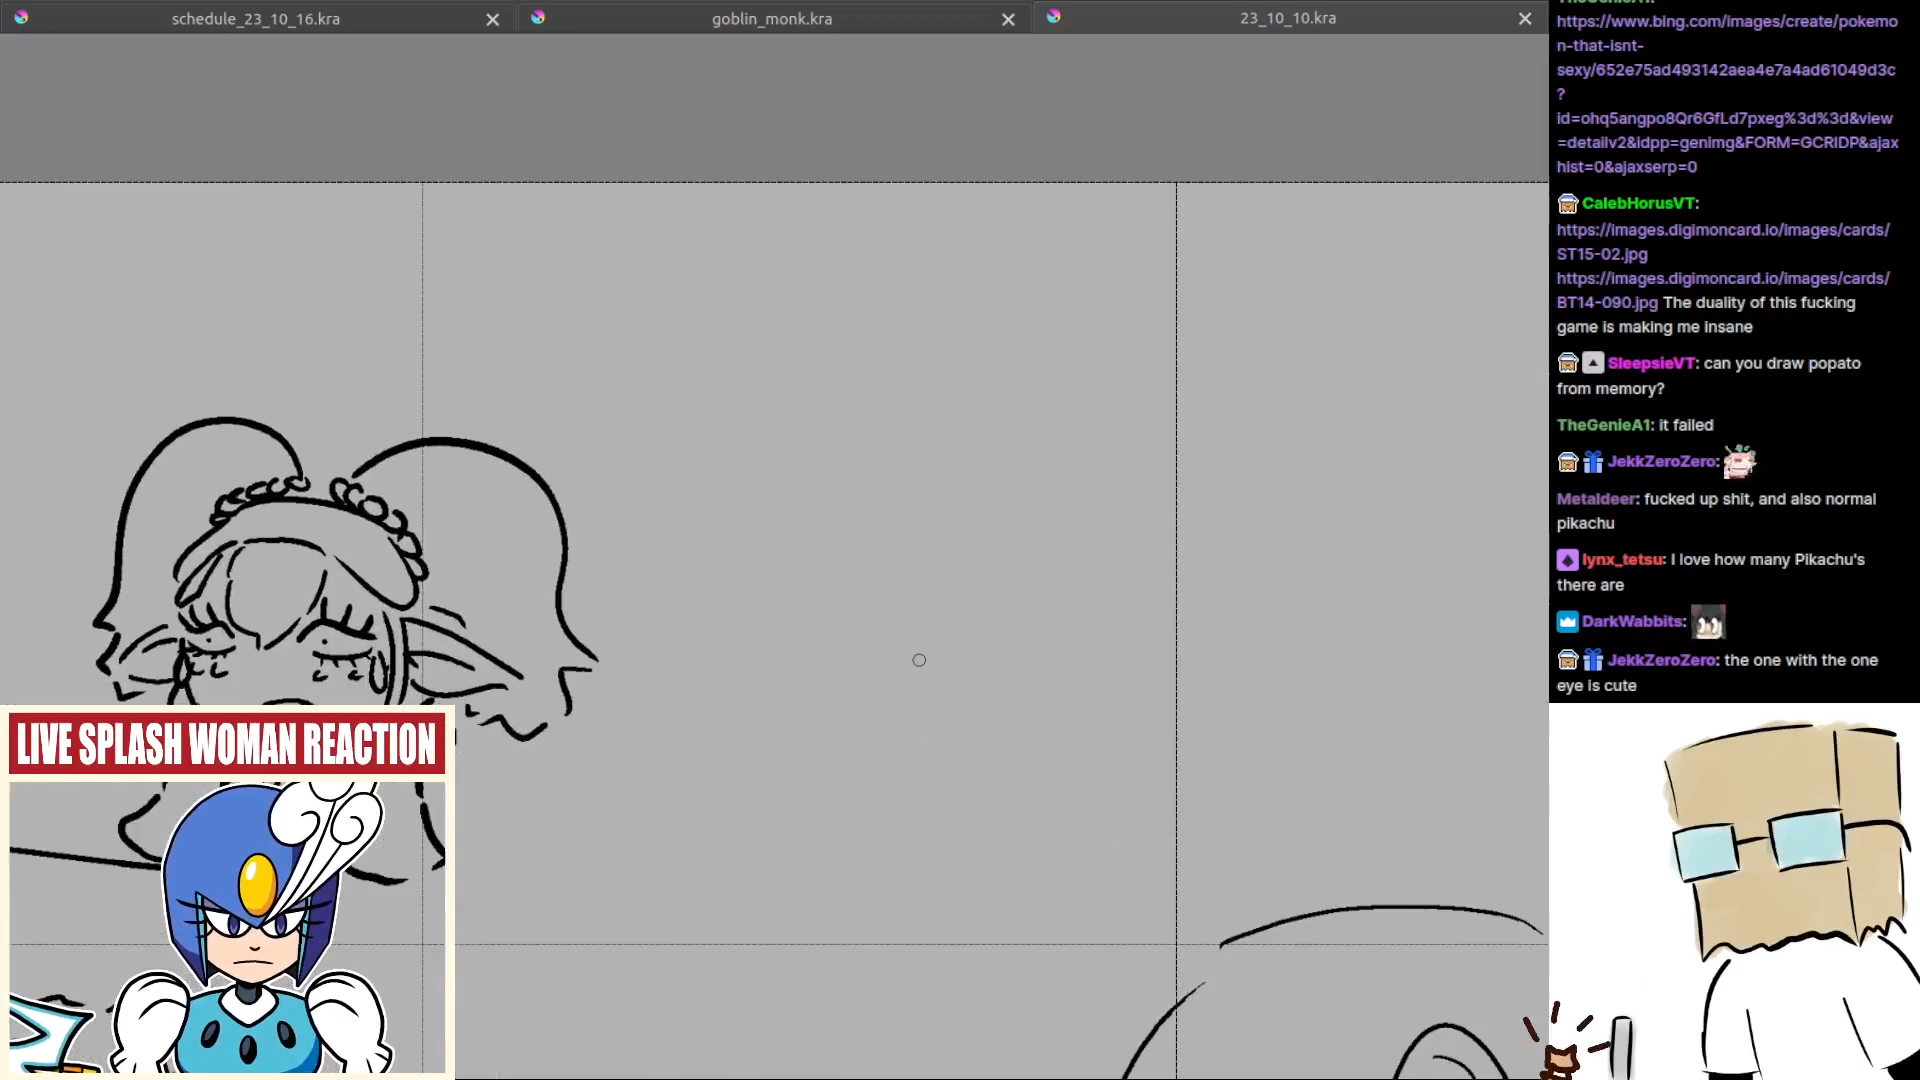 schedule_23_10_16.kra
goblin_monk.kra
23_10_10.kra
https://www.bing.com/images/create/pokemo
n-that-isnt-
sexy/652e75ad493142aea4e7a4ad61049d3c
?
id=ohq5angpo8Qr6GfLd7pxeg%3d%3d&view
=detailv2&idpp=genimg&FORM=GCRIDP&ajax
hist=0&ajaxserp=0
CalebHorusVT:
https://images.digimoncard.io/images/cards/
ST15-02.jpg
https://images.digimoncard.io/images/cards/
BT14-090.jpg The duality of this fucking
game is making me insane
SleepsieVT: can you draw popato
from memory?
TheGenieA1: it failed
JekkZeroZero:
Metaldeer: fucked up shit, and also normal
pikachu
lynx_tetsu: I love how many Pikachu's
there are
DarkWabbits:
JekkZeroZero: the one with the one
eye is cute
LIVE SPLASH WOMAN REACTION